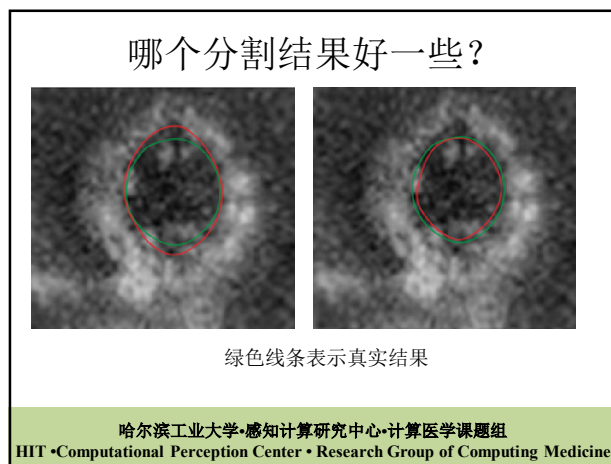 哪个分割结果好一些?
绿色线条表示真实结果
哈尔滨工业大学•感知计算研究中心•计算医学课题组
HIT •Computational Perception Center • Research Group of Computing Medicine